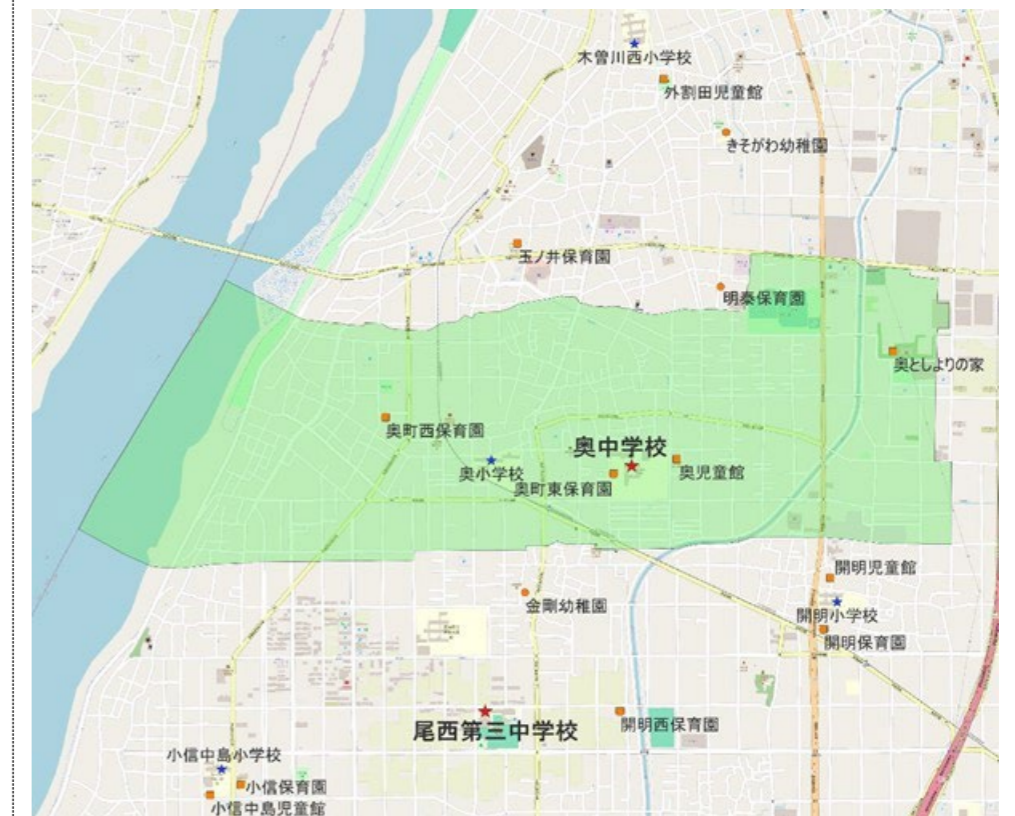 木曽川西小学校
外割田児童館
きそがわ幼稚園
玉ノ井保育園
明泰保育園
奥としよりの家
奥町西保育園
奥中学校
奥小学校
奥児童館
奥町東保育園
開明児童館
金剛幼稚園
開明小学校
開明保育園
尾西第三中学校
開明西保育園
小信中島小学校
小信保育園
小信中島児童館